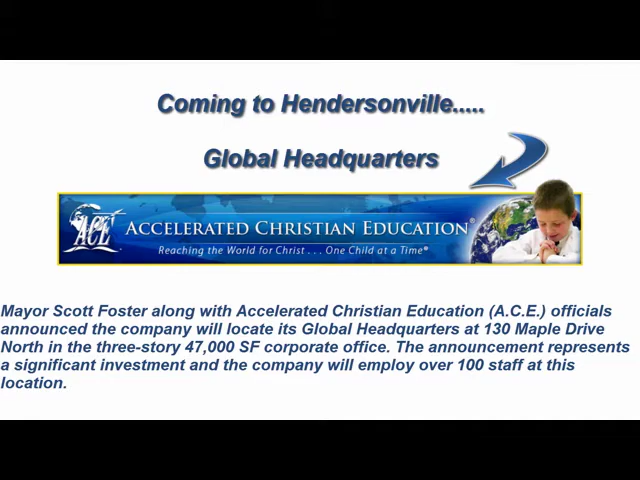 Coming to Hendersonville.....
Global Headquarters
ACE
ACCELERATED CHRISTIAN EDUCATION®
Reaching the World for Christ . . . One Child at a Time®
Mayor Scott Foster along with Accelerated Christian Education (A.C.E.) officials
announced the company will locate its Global Headquarters at 130 Maple Drive
North in the three-story 47,000 SF corporate office. The announcement represents
a significant investment and the company will employ over 100 staff at this
location.